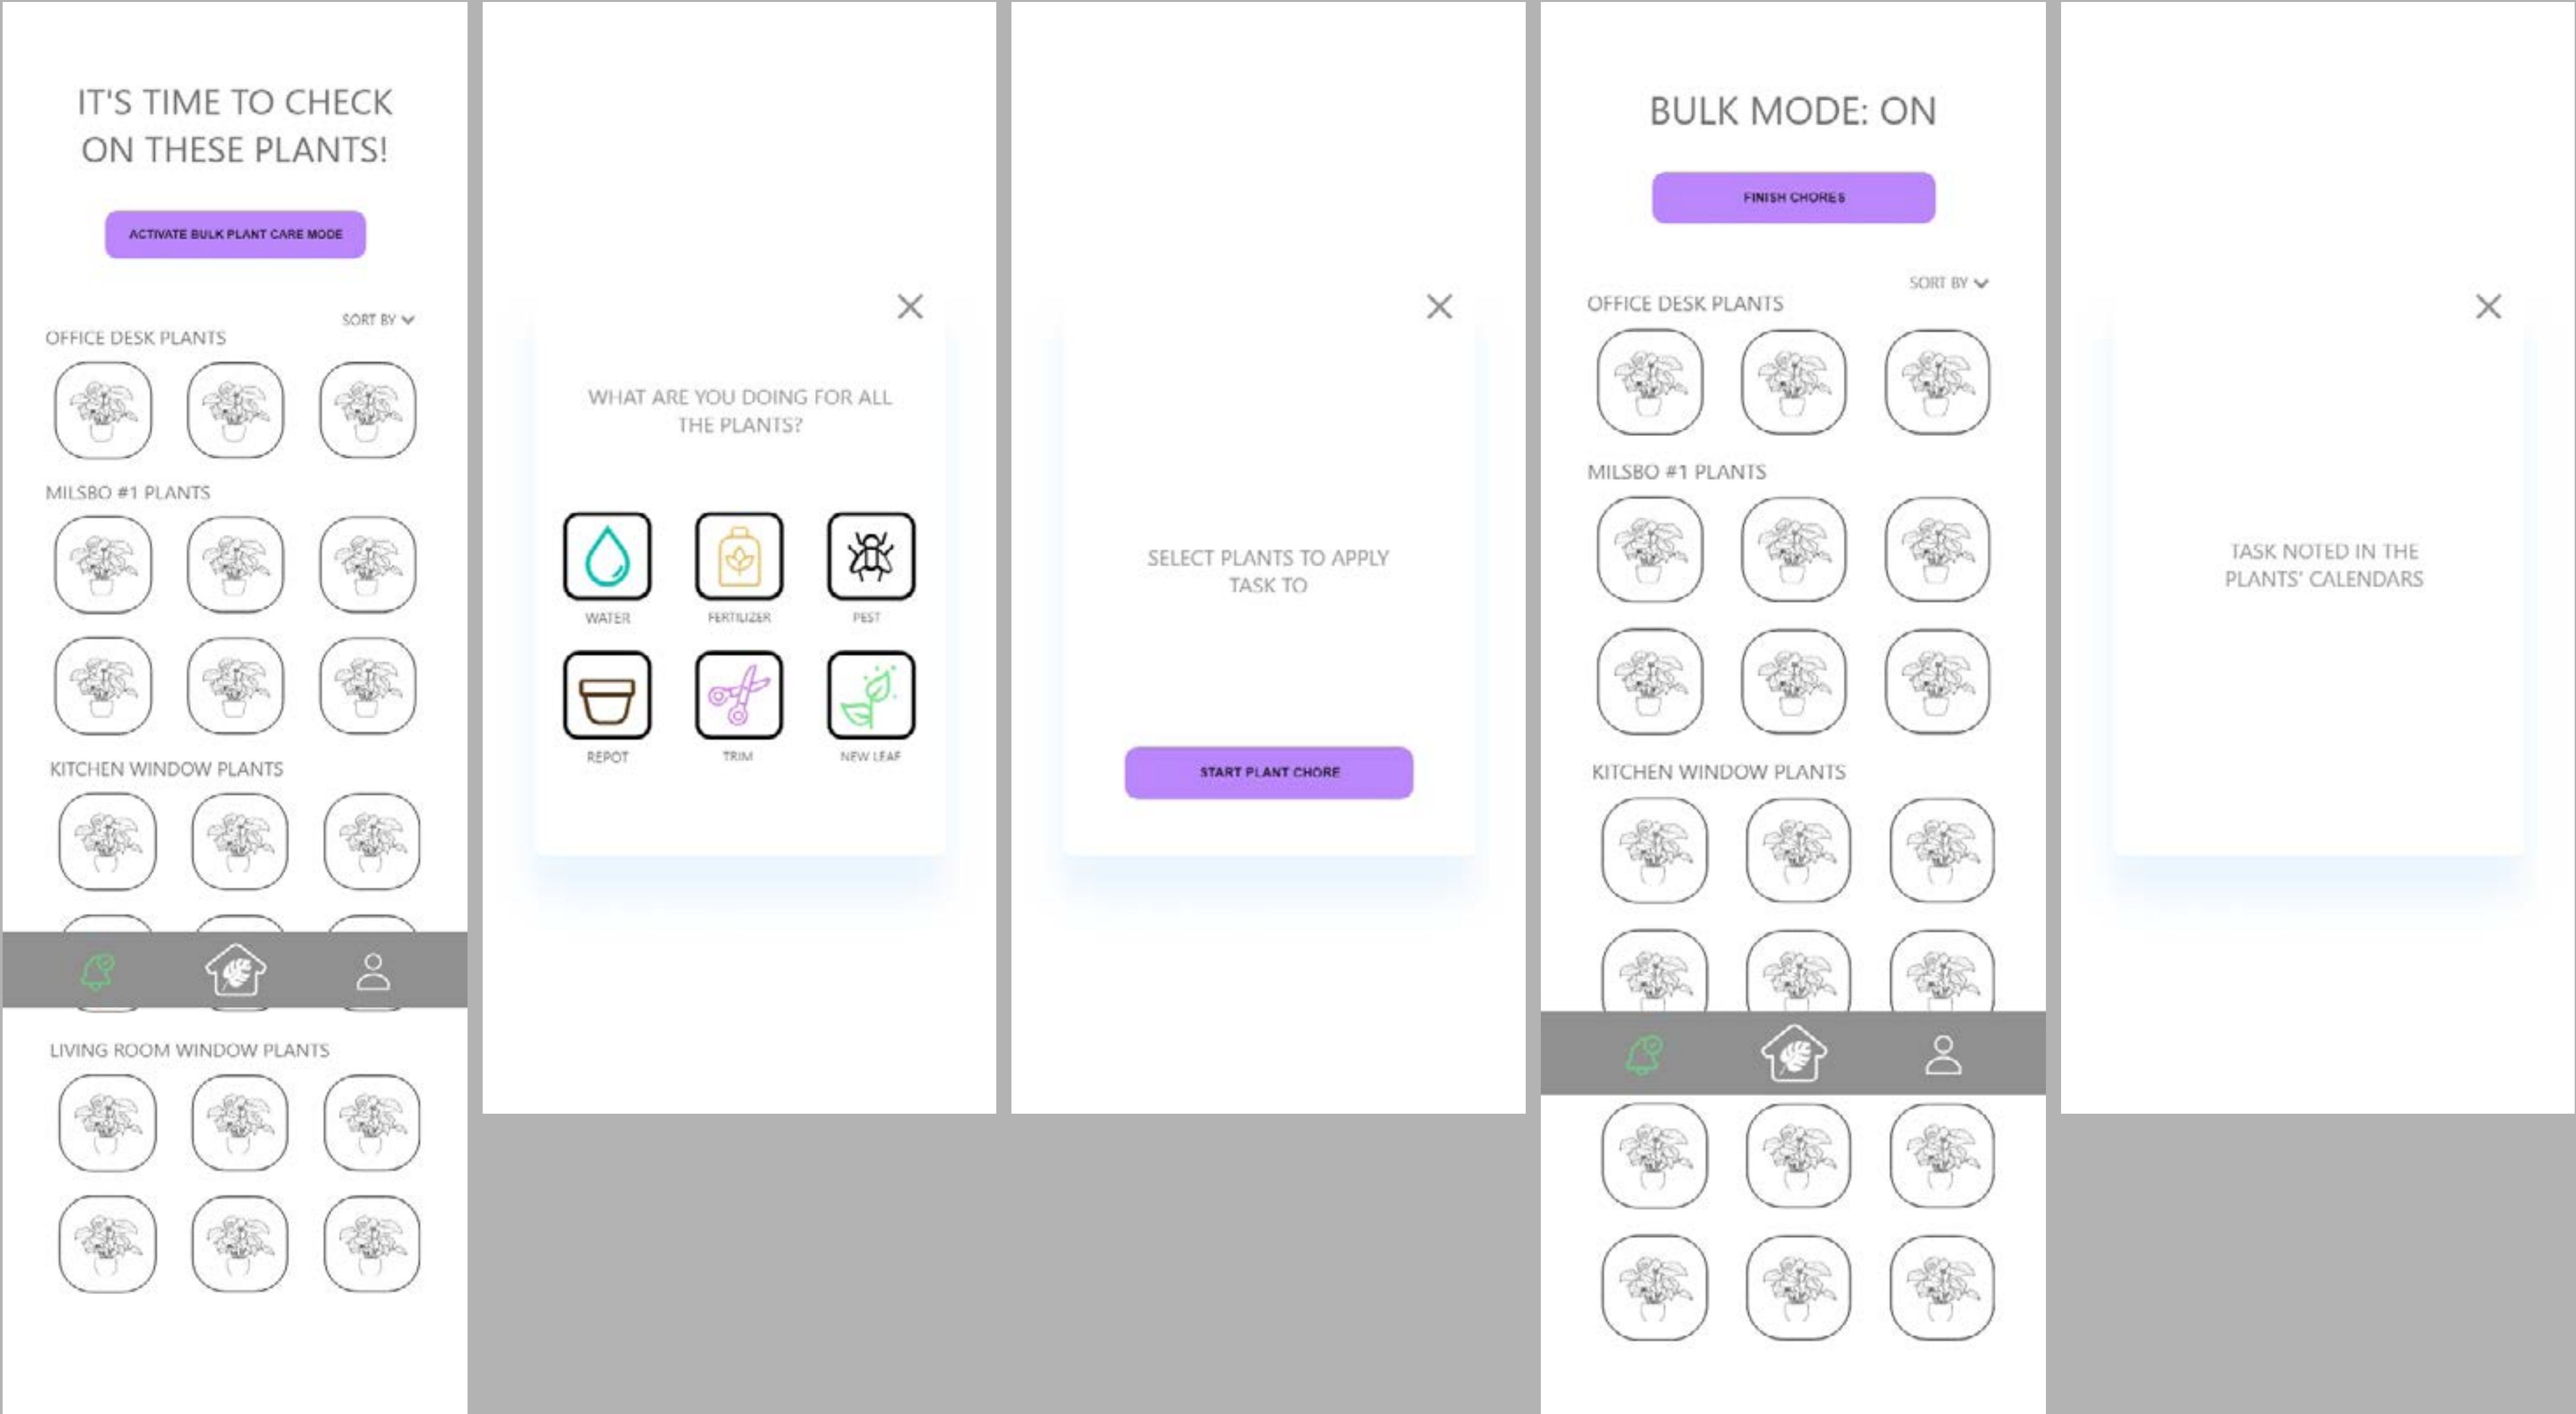 IT'S TIME TO CHECK
ON THESE PLANTS!
ACTIVATE BULK PLANT CARE MODE
SORT BY
OFFICE DESK PLANTS
MILSBO #1 PLANTS
KITCHEN WINDOW PLANTS
LIVING ROOM WINDOW PLANTS
WHAT ARE YOU DOING FOR ALL
THE PLANTS?
WATER
FERTILIZER
PEST
REPOT
TRIM
NEW LEAF
SELECT PLANTS TO APPLY
TASK TO
START PLANT CHORE
BULK MODE: ON
FINISH CHORES
SORT BY
OFFICE DESK PLANTS
MILSBO #1 PLANTS
KITCHEN WINDOW PLANTS
TASK NOTED IN THE
PLANTS' CALENDARS